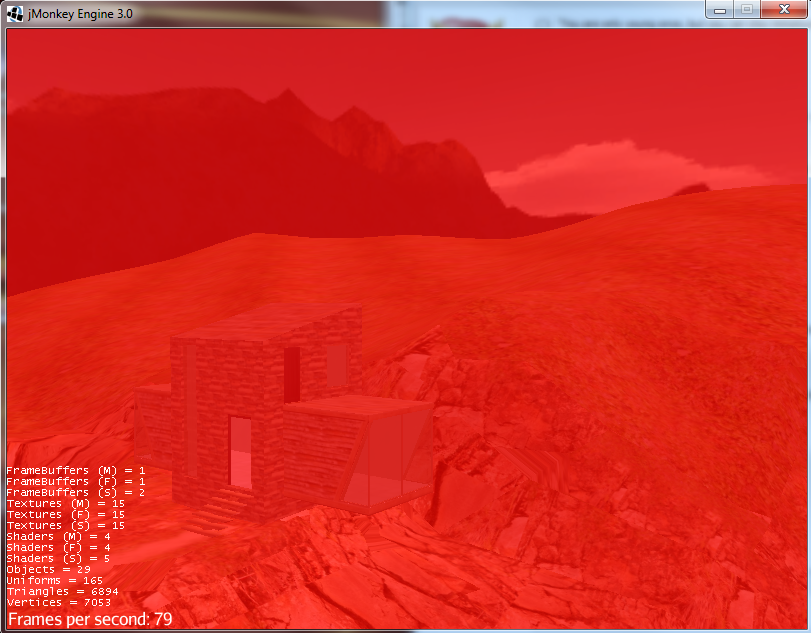 jMonkey Engine 3.0
FrameBuffers (M) = 1
FrameBuffers (F) = 1
FrameBuffers (S) = 2
Textures (M) = 15
Textures (F) = 15
Textures (S) = 15
Shaders (M) = 4
Shaders (F) = 4
Shaders (S) = 5
Objects = 29
Uniforms = 165
Triangles = 6894
Vertices = 7053
Frames per second: 79